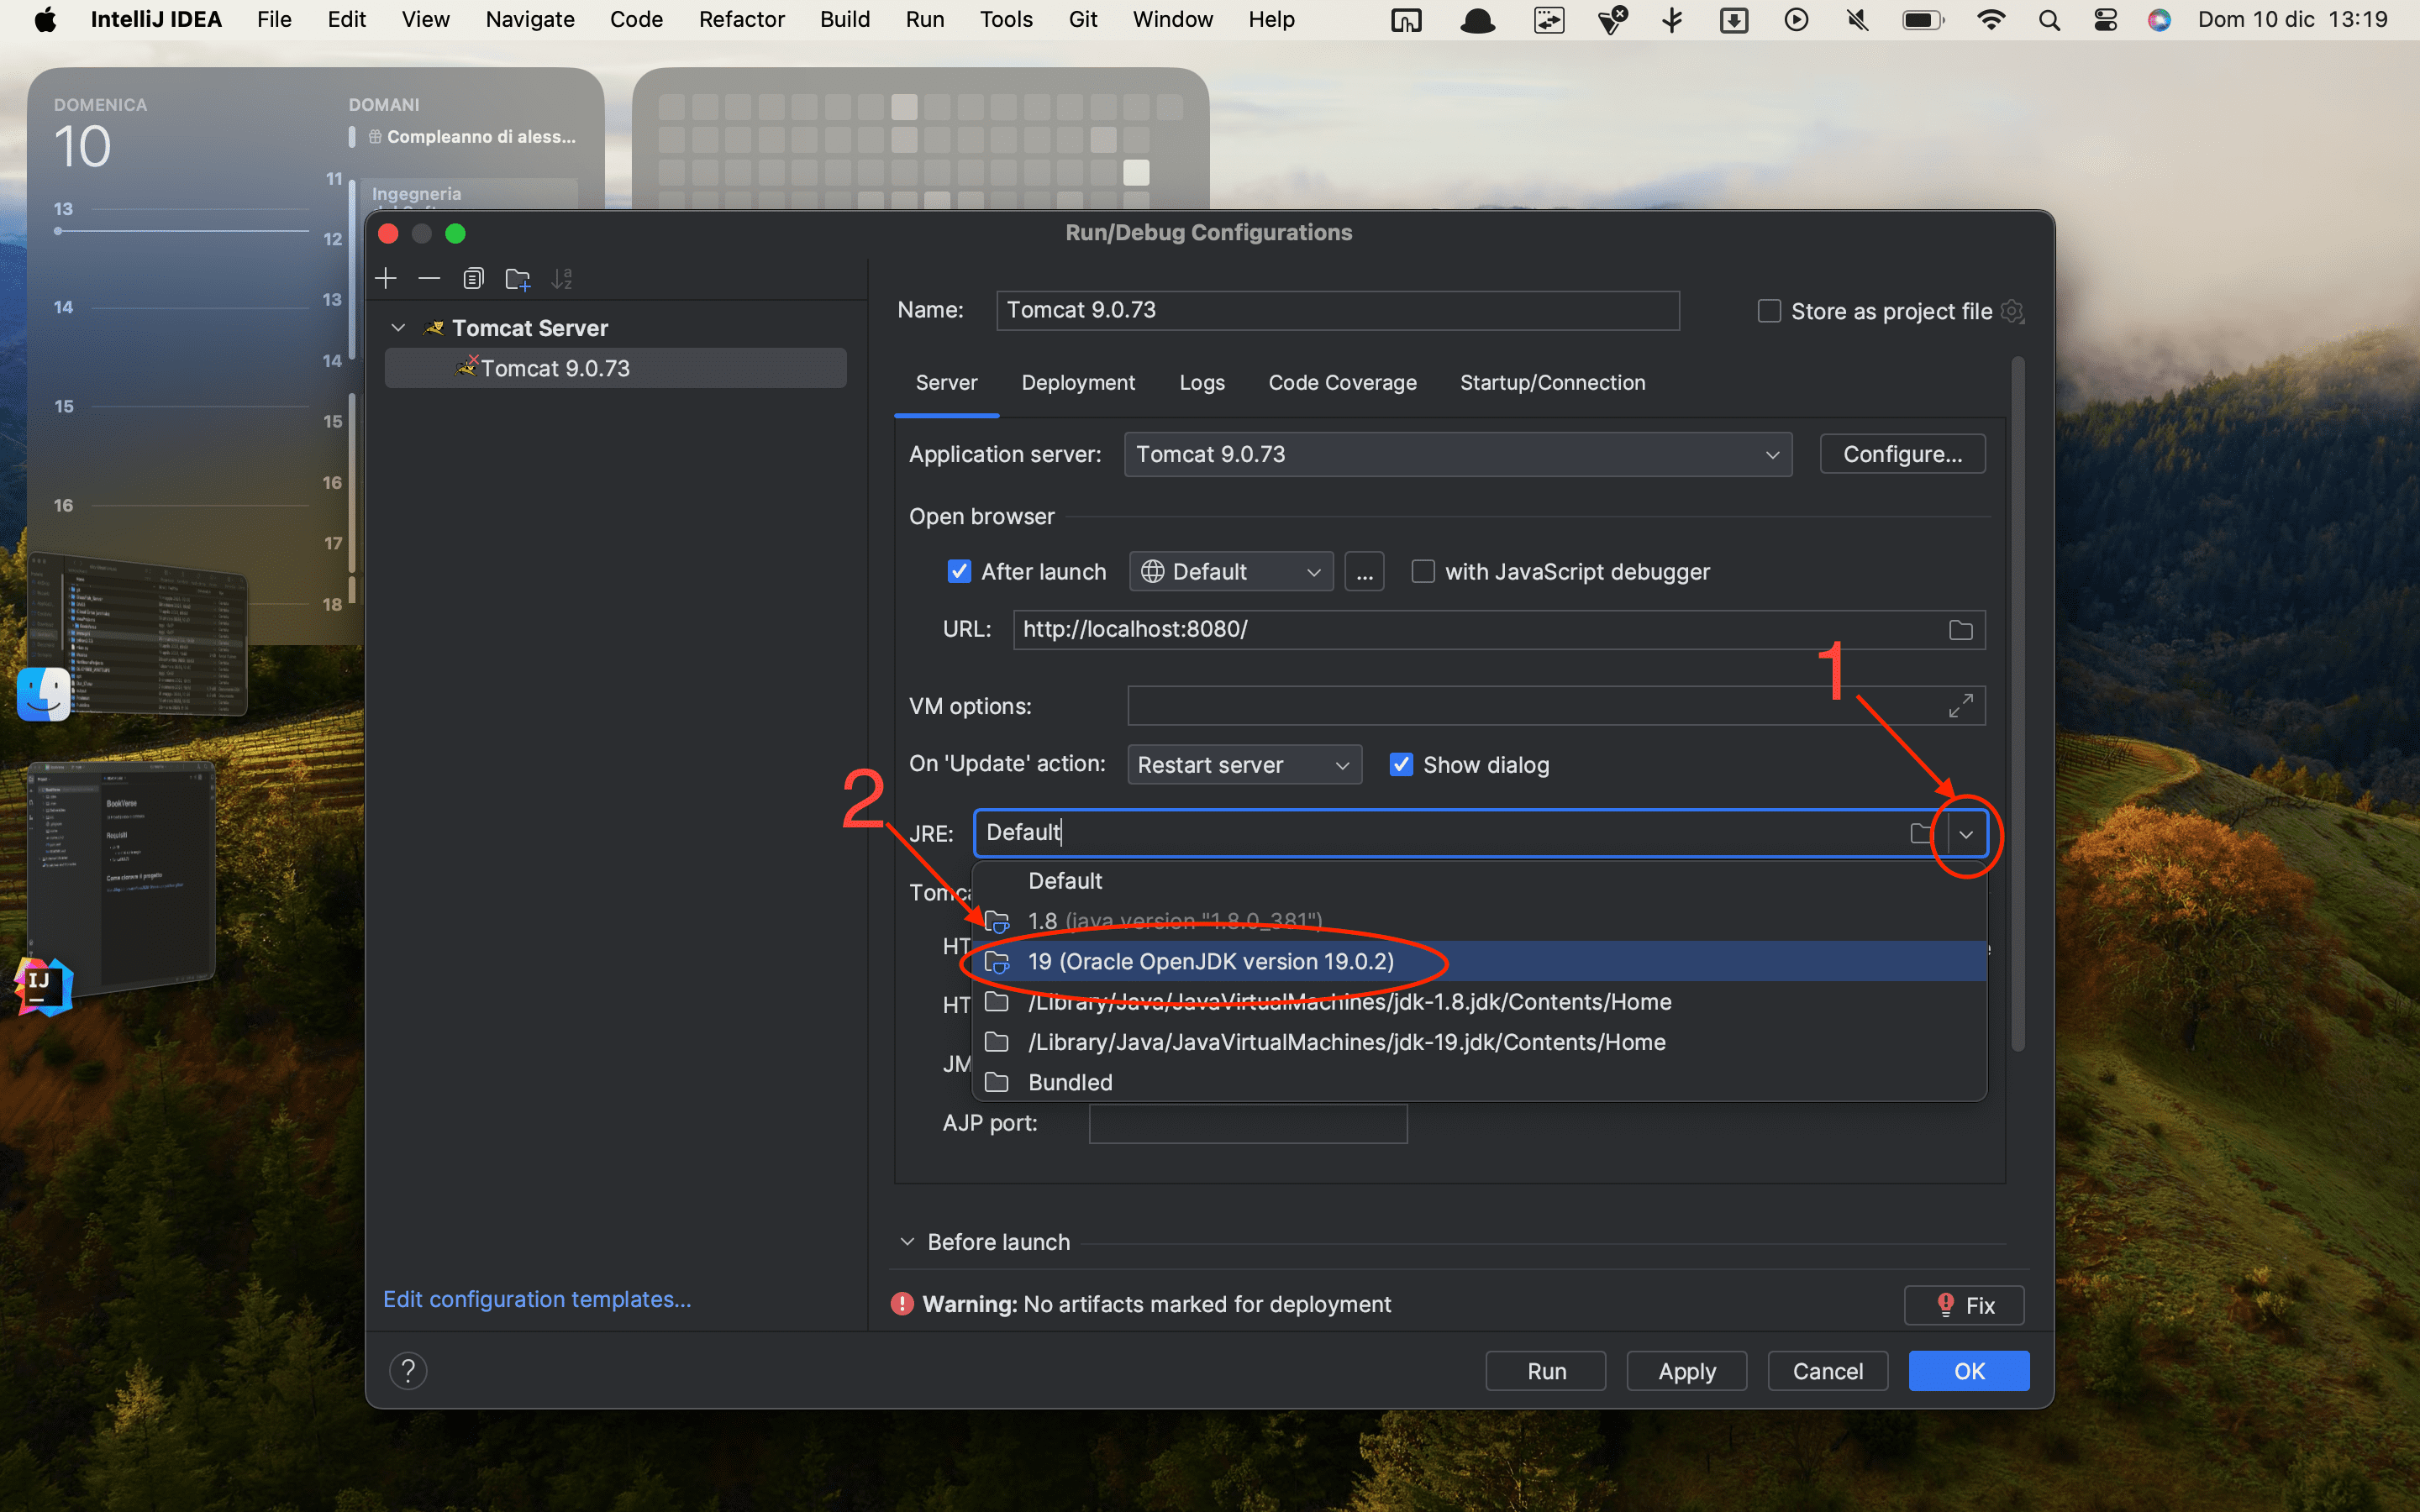 IntelliJ IDEA File Edit View Navigate Code Refactor Build Run Tools Git Window Help Dom 10 dic 13:19
DOMENICA
10
DOMANI
Compleanno di aless...
11
Ingegneria
13
12
14
13
14
15
15
16
16
17
18
Run/Debug Configurations
Tomcat Server
Tomcat 9.0.73
Name: Tomcat 9.0.73 Store as project file
Server Deployment Logs Code Coverage Startup/Connection
Application server: Tomcat 9.0.73 Configure...
Open browser
After launch Default ... with JavaScript debugger
URL: http://localhost:8080/
1
VM options:
On 'Update' action: Restart server Show dialog
2
JRE: Default
Default
Tomca
1.8 (java version "1.8.0_381")
HT
19 (Oracle OpenJDK version 19.0.2)
HT
/Library/Java/JavaVirtualMachines/jdk-1.8.jdk/Contents/Home
/Library/Java/JavaVirtualMachines/jdk-19.jdk/Contents/Home
JM
Bundled
AJP port:
Before launch
Edit configuration templates...
Warning: No artifacts marked for deployment Fix
? Run Apply Cancel OK
BookVerse
Requisiti
Come clonare il progetto
IJ